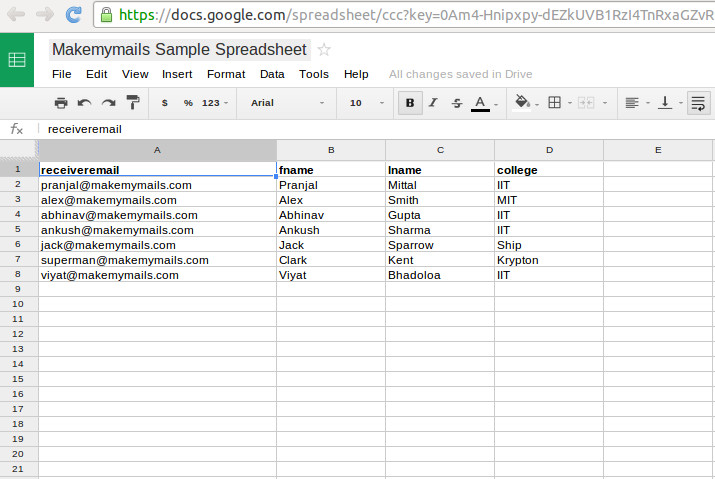 https://docs.google.com/spreadsheet/ccc?key=0Am4-Hnipxpy-dEZkUVB1RzI4TnRxaGZvR
Makemymails Sample Spreadsheet
File Edit View Insert Format Data Tools Help All changes saved in Drive
$ % 123 Arial 10 B I S A
fx receiveremail
A B C D E
1 receiveremail fname lname college
2 pranjal@makemymails.com Pranjal Mittal IIT
3 alex@makemymails.com Alex Smith MIT
4 abhinav@makemymails.com Abhinav Gupta IIT
5 ankush@makemymails.com Ankush Sharma IIT
6 jack@makemymails.com Jack Sparrow Ship
7 superman@makemymails.com Clark Kent Krypton
8 viyat@makemymails.com Viyat Bhadoloa IIT
9
10
11
12
13
14
15
16
17
18
19
20
21